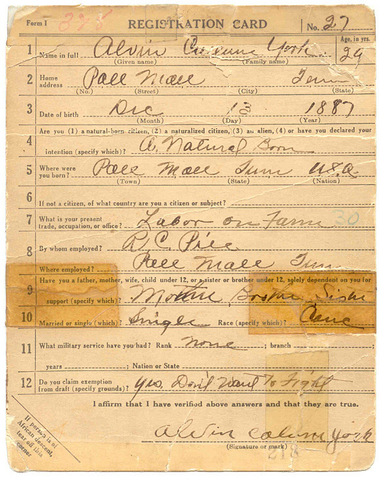 Form 1 REGISTRATION CARD No. 27
1 Name in full Alvin Cullum York Age, in yrs. 29
(Given name) (Family name)
2 Home address Pall Mall Tenn
(No.) (Street) (City) (State)
3 Date of birth Dec 13 1887
(Month) (Day) (Year)
Are you (1) a natural-born citizen, (2) a naturalized citizen, (3) an alien, (4) or have you declared your
4 intention (specify which)? A Natural Born
5 Where were you born? Pall Mall Tenn U.S.A.
(Town) (State) (Nation)
6 If not a citizen, of what country are you a citizen or subject?
7 What is your present trade, occupation, or office? Labor on Farm 30
8 By whom employed? R.C. Pile
Where employed? Pall Mall Tenn
9 Have you a father, mother, wife, child under 12, or a sister or brother under 12, solely dependent on you for
support (specify which)? Mother
10 Married or single (which)? Single Race (specify which)?
11 What military service have you had? Rank None ; branch
years ; Nation or State
12 Do you claim exemption from draft (specify grounds)? Yes, Don't Want To Fight
I affirm that I have verified above answers and that they are true.
Alvin Cullum York
(Signature or mark)
If person is of
African descent,
tear off this
corner